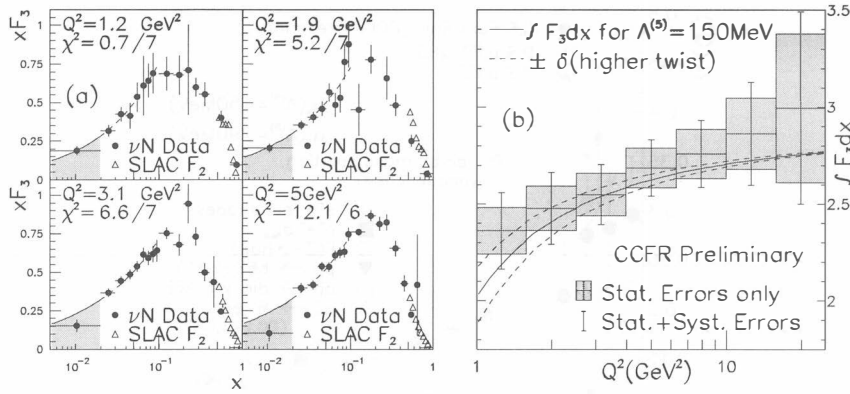 Q²=1.2 GeV²
χ²=0.7/7
(a)
νN Data
SLAC F₂
Q²=1.9 GeV²
χ²=5.2/7
νN Data
SLAC F₂
Q²=3.1 GeV²
χ²=6.6/7
νN Data
SLAC F₂
Q²=5GeV²
χ²=12.1/6
νN Data
SLAC F₂
xF₃
1
0.75
0.5
0.25
0
xF₃
1
0.75
0.5
0.25
0
10⁻²
10⁻¹
1
10⁻²
10⁻¹
1
x
∫ F₃dx for Λ⁽⁵⁾=150MeV
± δ(higher twist)
(b)
CCFR Preliminary
Stat. Errors only
Stat.+Syst. Errors
3.5
3
2.5
2
∫ F₃dx
1
10
Q²(GeV²)